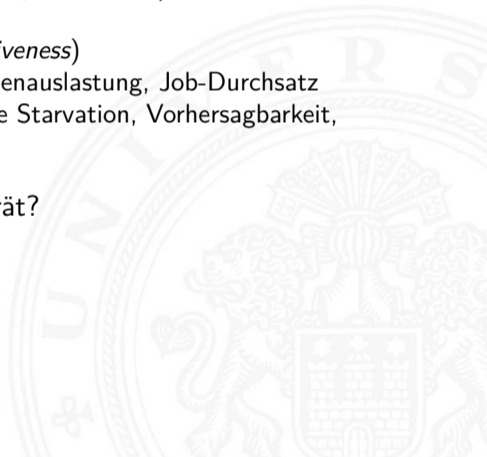 veness)
enauslastung, Job-Durchsatz
e Starvation, Vorhersagbarkeit,
ät?
U N I V E R S